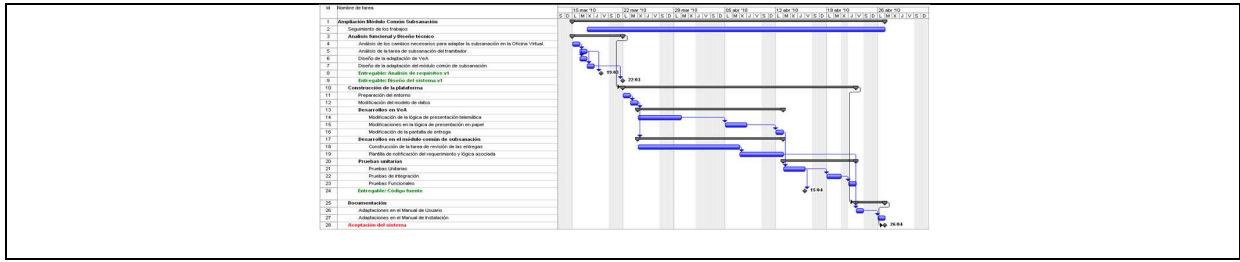 Id Nombre de tarea 15 mar '10 22 mar '10 29 mar '10 05 abr '10 12 abr '10 19 abr '10 26 abr '10
S D L M X J V S D L M X J V S D L M X J V S D L M X J V S D L M X J V S D L M X J V S D L M X J V S D
1 Ampliación Módulo Común Subsanación
2 Seguimiento de los trabajos
3 Análisis funcional y Diseño técnico
4 Análisis de los cambios necesarios para adaptar la subsanación en la Oficina Virtual.
5 Análisis de la tarea de subsanación del tramitador.
6 Diseño de la adaptación de VeA
7 Diseño de la adaptación del módulo común de subsanación.
8 Entregable: Análisis de requisitos v1 19/03
9 Entregable: Diseño del sistema v1 22/03
10 Construcción de la plataforma
11 Preparación del entorno
12 Modificación del modelo de datos
13 Desarrollos en VeA
14 Modificación de la lógica de presentación telemática
15 Modificaciones en la lógica de presentación en papel
16 Modificación de la pantalla de entrega
17 Desarrollos en el módulo común de subsanación
18 Construcción de la tarea de revisión de las entregas
19 Plantilla de notificación del requerimiento y lógica asociada
20 Pruebas unitarias
21 Pruebas Unitarias
22 Pruebas de integración
23 Pruebas Funcionales
24 Entregable: Código fuente 15/04
25 Documentación
26 Adaptaciones en el Manual de Usuario
27 Adaptaciones en el Manual de Instalación
28 Aceptación del sistema 26/04